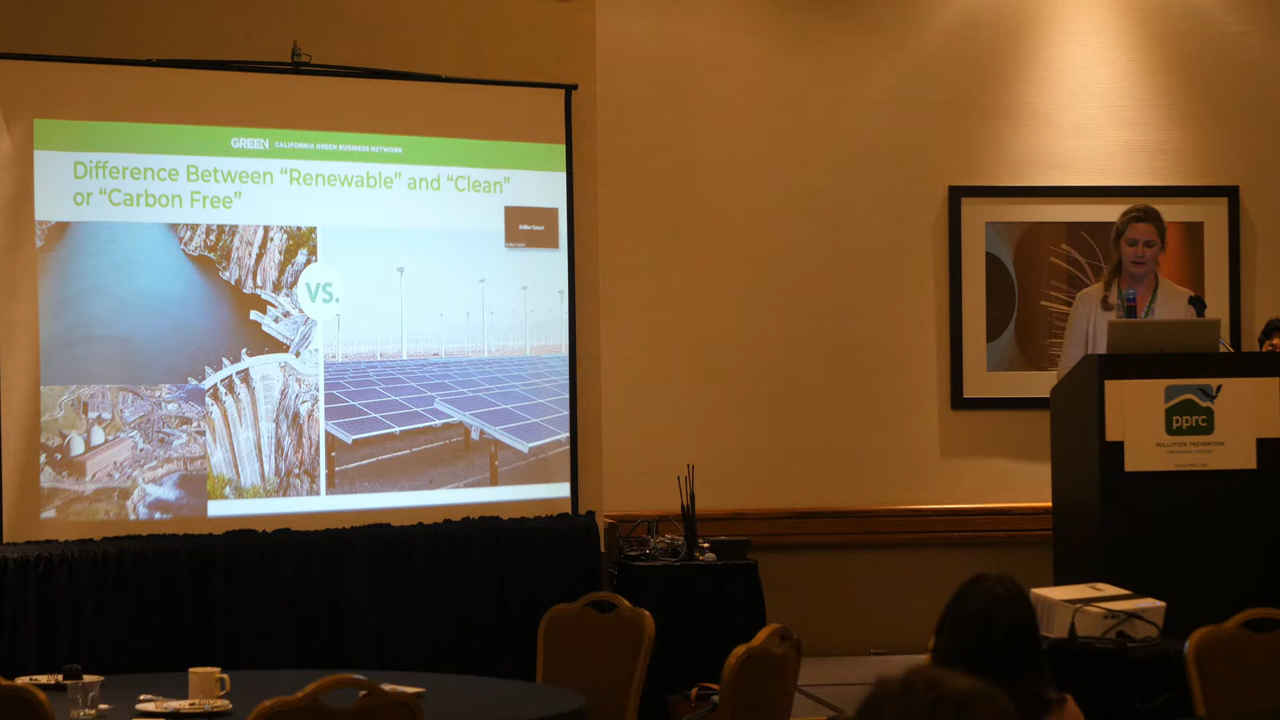 GREEN CALIFORNIA GREEN BUSINESS NETWORK
Difference Between “Renewable” and “Clean”
or “Carbon Free”
VS.
pprc
POLLUTION PREVENTION